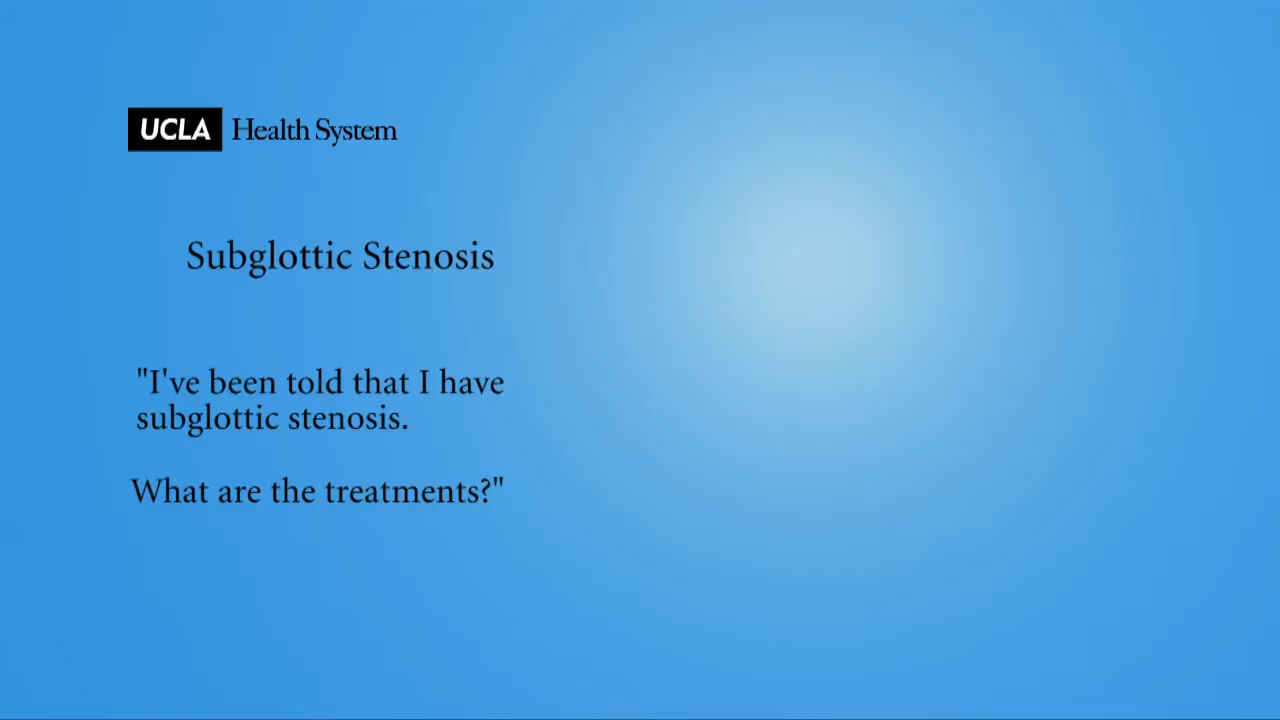 UCLA Health System
Subglottic Stenosis
"I've been told that I have
subglottic stenosis.
What are the treatments?"